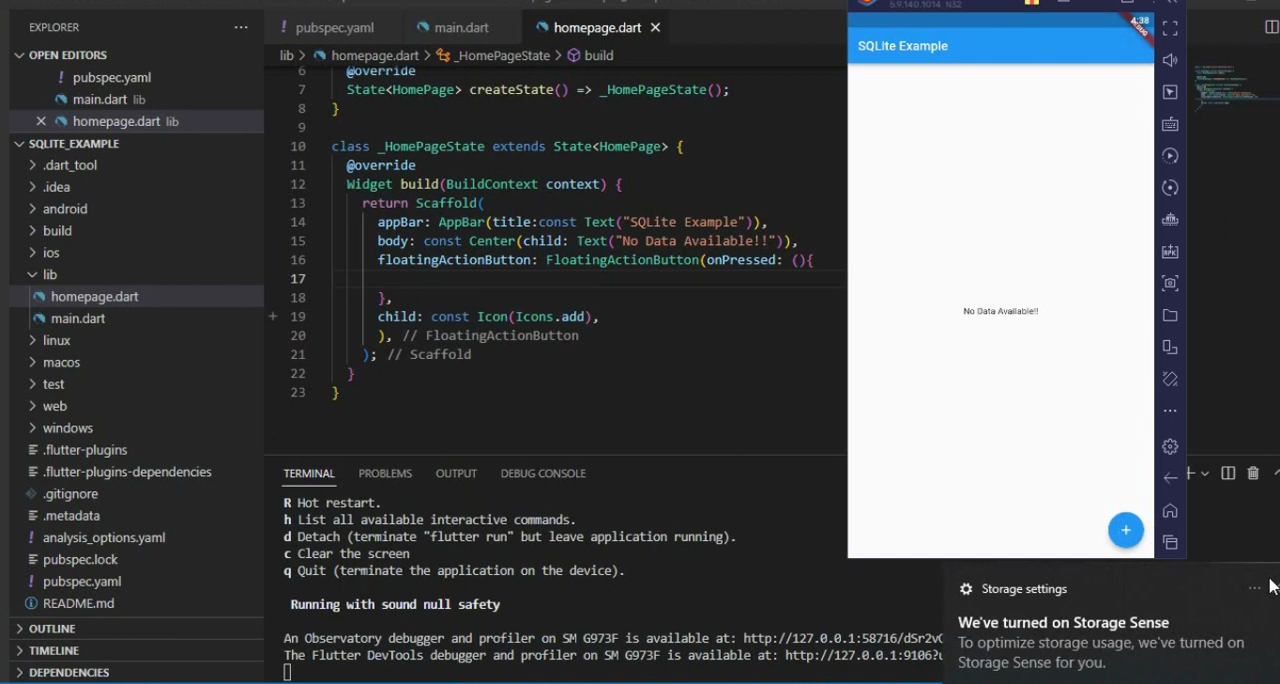 EXPLORER
OPEN EDITORS
! pubspec.yaml
main.dart lib
homepage.dart lib
SQLITE_EXAMPLE
.dart_tool
.idea
android
build
ios
lib
homepage.dart
main.dart
linux
macos
test
web
windows
.flutter-plugins
.flutter-plugins-dependencies
.gitignore
.metadata
! analysis_options.yaml
pubspec.lock
! pubspec.yaml
README.md
OUTLINE
TIMELINE
DEPENDENCIES
! pubspec.yaml main.dart homepage.dart
lib > homepage.dart > _HomePageState > build
6 @override
7 State<HomePage> createState() => _HomePageState();
8 }
9
10 class _HomePageState extends State<HomePage> {
11 @override
12 Widget build(BuildContext context) {
13 return Scaffold(
14 appBar: AppBar(title:const Text("SQLite Example")),
15 body: const Center(child: Text("No Data Available!!")),
16 floatingActionButton: FloatingActionButton(onPressed: (){
17
18 },
19 child: const Icon(Icons.add),
20 ), // FloatingActionButton
21 ); // Scaffold
22 }
23 }
TERMINAL PROBLEMS OUTPUT DEBUG CONSOLE
R Hot restart.
h List all available interactive commands.
d Detach (terminate "flutter run" but leave application running).
c Clear the screen
q Quit (terminate the application on the device).
Running with sound null safety
An Observatory debugger and profiler on SM G973F is available at: http://127.0.0.1:58716/dSr2v
The Flutter DevTools debugger and profiler on SM G973F is available at: http://127.0.0.1:9106?u
5.9.140.1014 N32
4:38
DEBUG
SQLite Example
No Data Available!!
Storage settings
We've turned on Storage Sense
To optimize storage usage, we've turned on
Storage Sense for you.